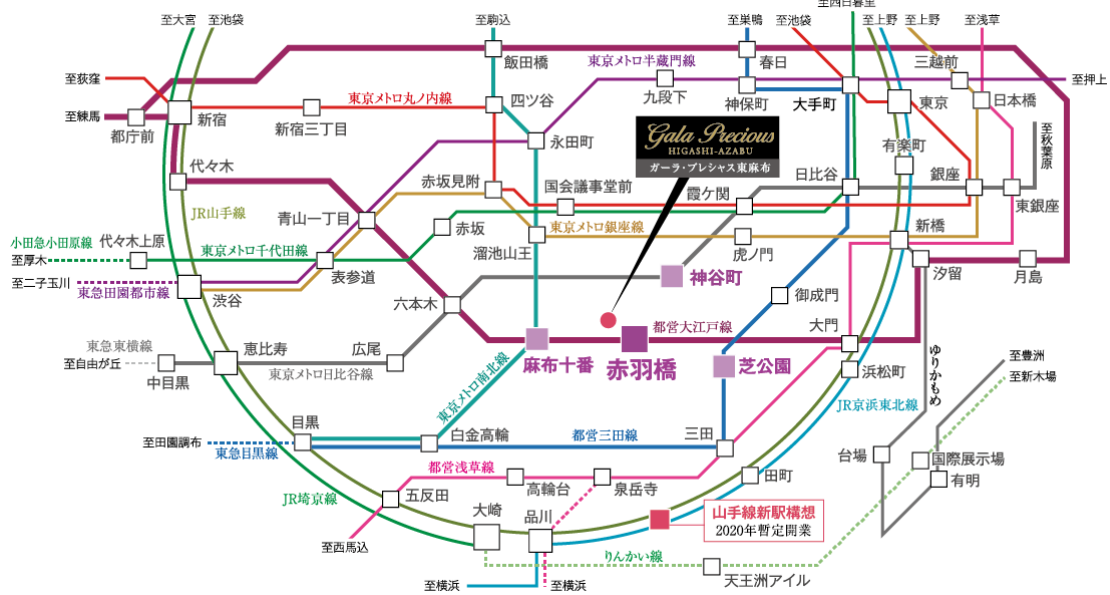 至大宮
至池袋
至駒込
至巣鴨
至池袋
至西日暮里
至上野
至上野
至浅草
飯田橋
春日
東京メトロ半蔵門線
三越前
至荻窪
至押上
東京メトロ丸ノ内線
四ツ谷
九段下
神保町
大手町
東京
日本橋
至練馬
都庁前
新宿
新宿三丁目
永田町
Gala Precious
HIGASHI-AZABU
ガーラ・プレシャス東麻布
有楽町
至秋葉原
代々木
赤坂見附
国会議事堂前
霞ケ関
日比谷
銀座
東銀座
JR山手線
青山一丁目
赤坂
東京メトロ銀座線
虎ノ門
新橋
小田急小田原線
代々木上原
至厚木
東京メトロ千代田線
表参道
溜池山王
神谷町
汐留
月島
至二子玉川
東急田園都市線
渋谷
六本木
御成門
都営大江戸線
大門
東急東横線
至自由が丘
中目黒
恵比寿
広尾
東京メトロ日比谷線
麻布十番
赤羽橋
芝公園
浜松町
ゆりかもめ
至豊洲
至新木場
東京メトロ南北線
JR京浜東北線
目黒
至田園調布
東急目黒線
白金高輪
都営三田線
三田
台場
国際展示場
有明
都営浅草線
高輪台
泉岳寺
田町
JR埼京線
五反田
大崎
品川
山手線新駅構想
2020年暫定開業
至西馬込
りんかい線
天王洲アイル
至横浜
至横浜